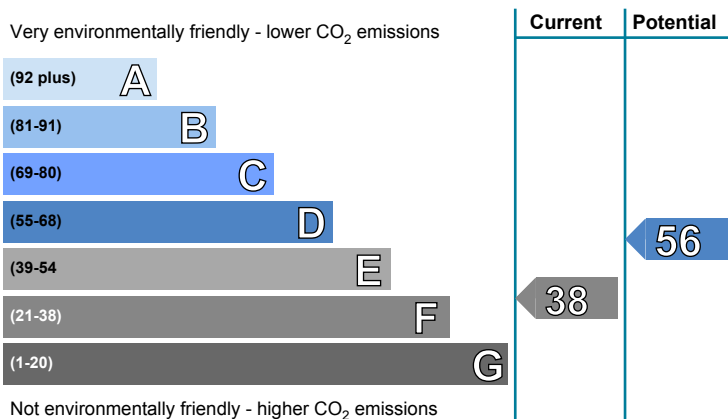 Current Potential
Very environmentally friendly - lower CO2 emissions
(92 plus) A
(81-91) B
(69-80) C
(55-68) D
56
(39-54 E
38
(21-38) F
(1-20) G
Not environmentally friendly - higher CO2 emissions